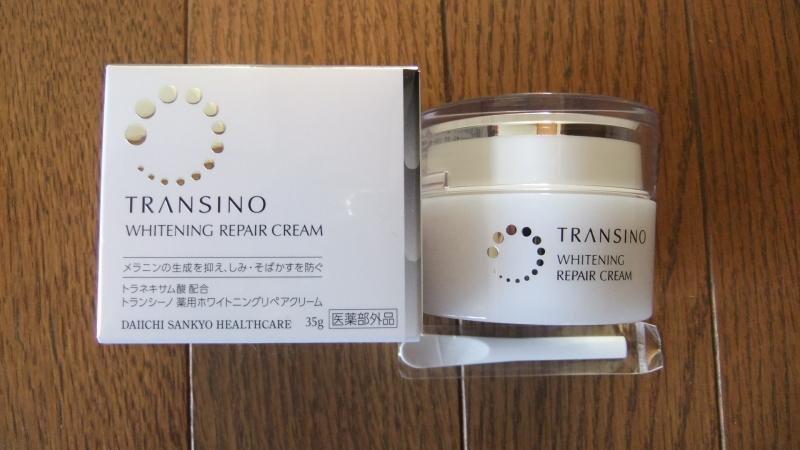 TRANSINO
WHITENING REPAIR CREAM
メラニンの生成を抑え、しみ・そばかすを防ぐ
トラネキサム酸 配合
トランシーノ 薬用ホワイトニングリペアクリーム
DAIICHI SANKYO HEALTHCARE 35g 医薬部外品
TRANSINO
WHITENING
REPAIR CREAM